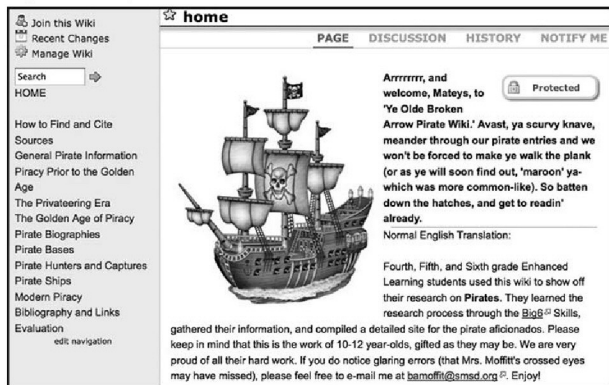 Join this Wiki
Recent Changes
Manage Wiki
Search
HOME
How to Find and Cite
Sources
General Pirate Information
Piracy Prior to the Golden
Age
The Privateering Era
The Golden Age of Piracy
Pirate Biographies
Pirate Bases
Pirate Hunters and Captures
Pirate Ships
Modern Piracy
Bibliography and Links
Evaluation
edit navigation
home
PAGE DISCUSSION HISTORY NOTIFY ME
Protected
Arrrrrrr, and
welcome, Mateys, to
'Ye Olde Broken
Arrow Pirate Wiki.' Avast, ya scurvy knave,
meander through our pirate entries and we
won't be forced to make ye walk the plank
(or as ye will soon find out, 'maroon' ya-
which was more common-like). So batten
down the hatches, and get to readin'
already.
Normal English Translation:
Fourth, Fifth, and Sixth grade Enhanced
Learning students used this wiki to show off
their research on Pirates. They learned the
research process through the Big6 Skills,
gathered their information, and compiled a detailed site for the pirate aficionados. Please
keep in mind that this is the work of 10-12 year-olds, gifted as they may be. We are very
proud of all their hard work. If you do notice glaring errors (that Mrs. Moffitt's crossed eyes
may have missed), please feel free to e-mail me at bamoffit@smsd.org. Enjoy!